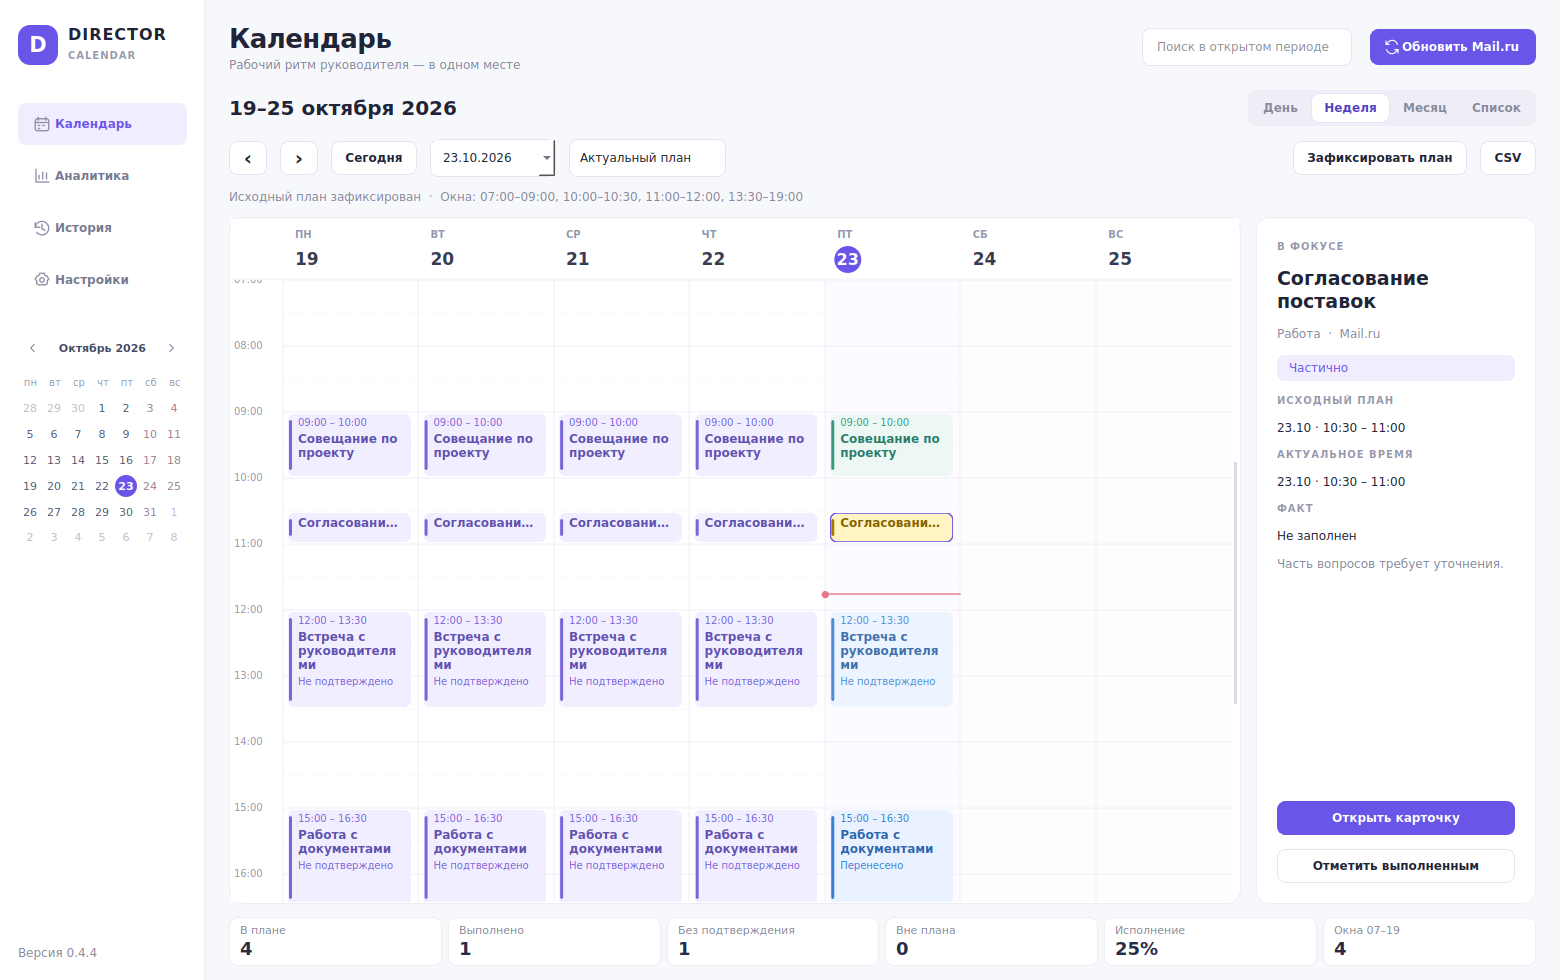 D
DIRECTOR
CALENDAR
Календарь
Аналитика
История
Настройки
Октябрь 2026
пн вт ср чт пт сб вс
28 29 30 1 2 3 4
5 6 7 8 9 10 11
12 13 14 15 16 17 18
19 20 21 22 23 24 25
26 27 28 29 30 31 1
2 3 4 5 6 7 8
Версия 0.4.4
Календарь
Рабочий ритм руководителя — в одном месте
Поиск в открытом периоде
Обновить Mail.ru
19–25 октября 2026
День Неделя Месяц Список
‹ › Сегодня 23.10.2026 Актуальный план
Зафиксировать план CSV
Исходный план зафиксирован · Окна: 07:00–09:00, 10:00–10:30, 11:00–12:00, 13:30–19:00
ПН ВТ СР ЧТ ПТ СБ ВС
19 20 21 22 23 24 25
07:00
08:00
09:00
09:00 – 10:00 09:00 – 10:00 09:00 – 10:00 09:00 – 10:00 09:00 – 10:00
Совещание по Совещание по Совещание по Совещание по Совещание по
проекту проекту проекту проекту проекту
10:00
Согласовани… Согласовани… Согласовани… Согласовани… Согласовани…
11:00
12:00
12:00 – 13:30 12:00 – 13:30 12:00 – 13:30 12:00 – 13:30 12:00 – 13:30
Встреча с Встреча с Встреча с Встреча с Встреча с
руководителя руководителя руководителя руководителя руководителя
ми ми ми ми ми
13:00
Не подтверждено Не подтверждено Не подтверждено Не подтверждено Не подтверждено
14:00
15:00
15:00 – 16:30 15:00 – 16:30 15:00 – 16:30 15:00 – 16:30 15:00 – 16:30
Работа с Работа с Работа с Работа с Работа с
документами документами документами документами документами
Не подтверждено Не подтверждено Не подтверждено Не подтверждено Перенесено
16:00
В ФОКУСЕ
Согласование
поставок
Работа · Mail.ru
Частично
ИСХОДНЫЙ ПЛАН
23.10 · 10:30 – 11:00
АКТУАЛЬНОЕ ВРЕМЯ
23.10 · 10:30 – 11:00
ФАКТ
Не заполнен
Часть вопросов требует уточнения.
Открыть карточку
Отметить выполненным
В плане
4
Выполнено
1
Без подтверждения
1
Вне плана
0
Исполнение
25%
Окна 07–19
4